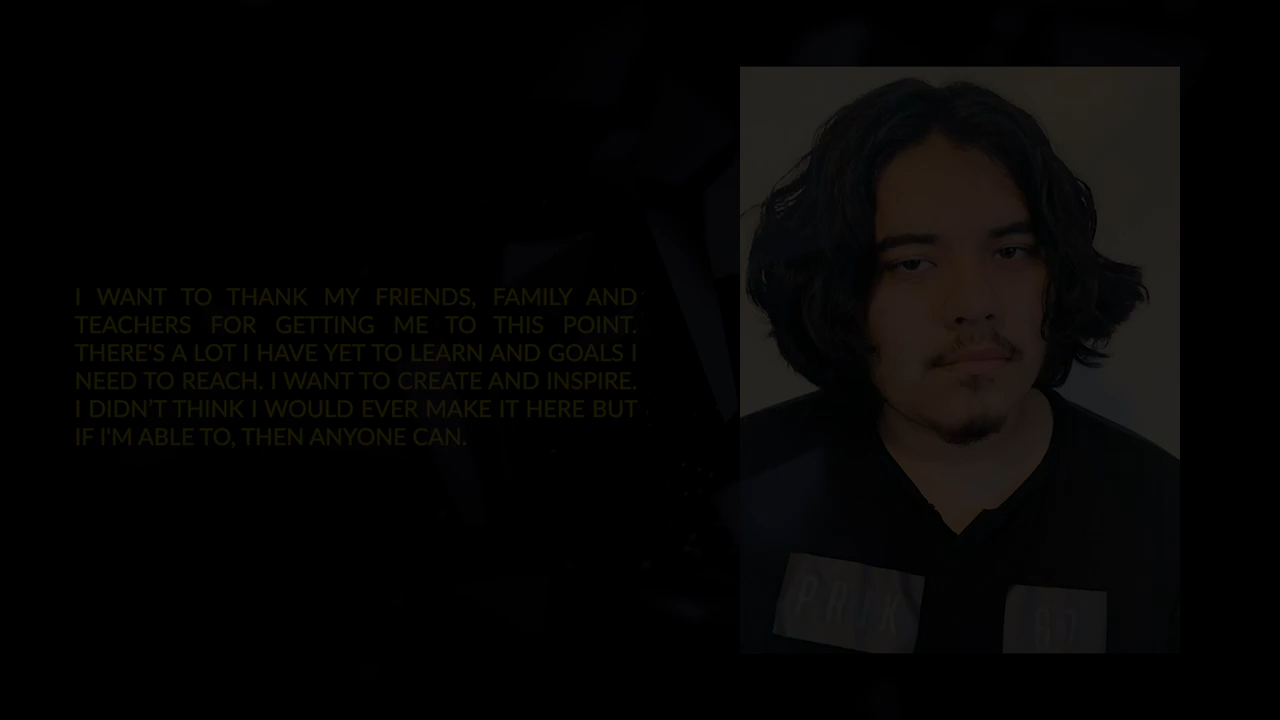 I WANT TO THANK MY FRIENDS, FAMILY AND
TEACHERS FOR GETTING ME TO THIS POINT.
THERE'S A LOT I HAVE YET TO LEARN AND GOALS I
NEED TO REACH. I WANT TO CREATE AND INSPIRE.
I DIDN'T THINK I WOULD EVER MAKE IT HERE BUT
IF I'M ABLE TO, THEN ANYONE CAN.